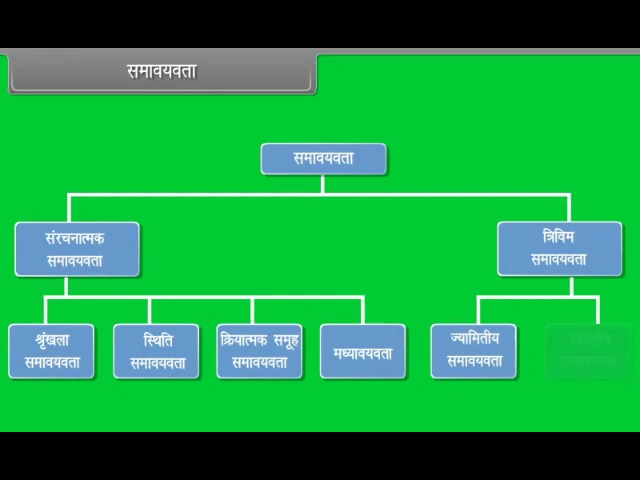 समावयवता
समावयवता
संरचनात्मक
समावयवता
त्रिविम
समावयवता
श्रृंखला
समावयवता
स्थिति
समावयवता
क्रियात्मक समूह
समावयवता
मध्यावयवता
ज्यामितीय
समावयवता